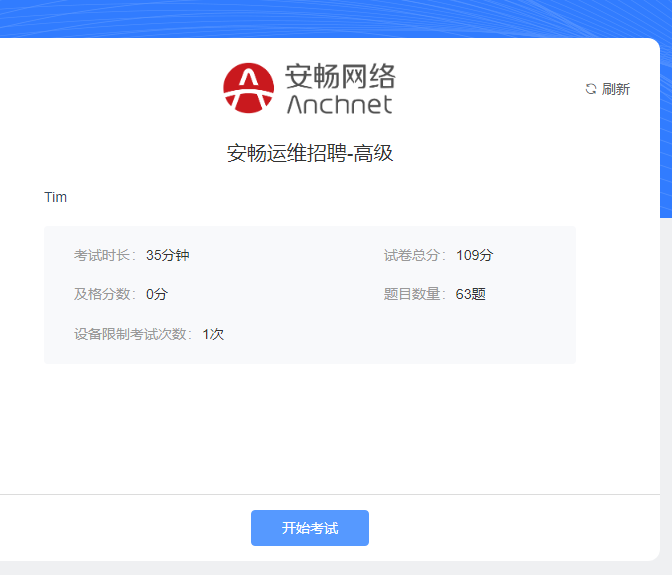 安畅网络
Anchnet
刷新
安畅运维招聘-高级
Tim
考试时长： 35分钟 试卷总分： 109分
及格分数： 0分 题目数量： 63题
设备限制考试次数： 1次
开始考试